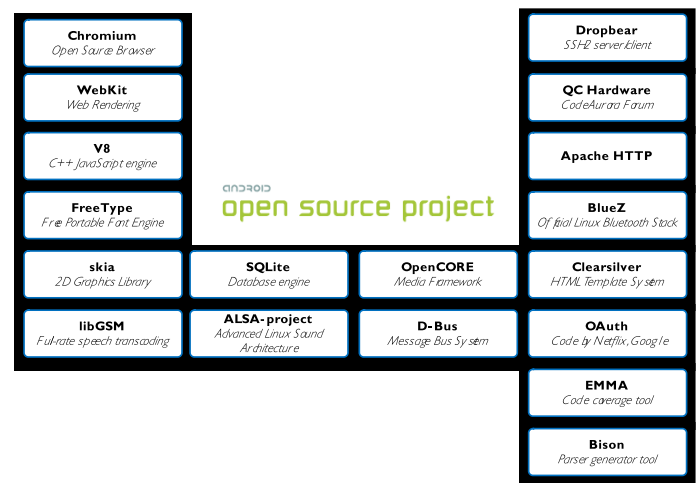 Chromium
Open Source Browser
WebKit
Web Rendering
V8
C++ JavaScript engine
FreeType
Free Portable Font Engine
skia
2D Graphics Library
libGSM
Full-rate speech transcoding
ANDROID
open source project
SQLite
Database engine
ALSA-project
Advanced Linux Sound
Architecture
OpenCORE
Media Framework
D-Bus
Message Bus System
Dropbear
SSH2 server/client
QC Hardware
CodeAurora Forum
Apache HTTP
BlueZ
Official Linux Bluetooth Stack
Clearsilver
HTML Template System
OAuth
Code by Netflix, Google
EMMA
Code coverage tool
Bison
Parser generator tool